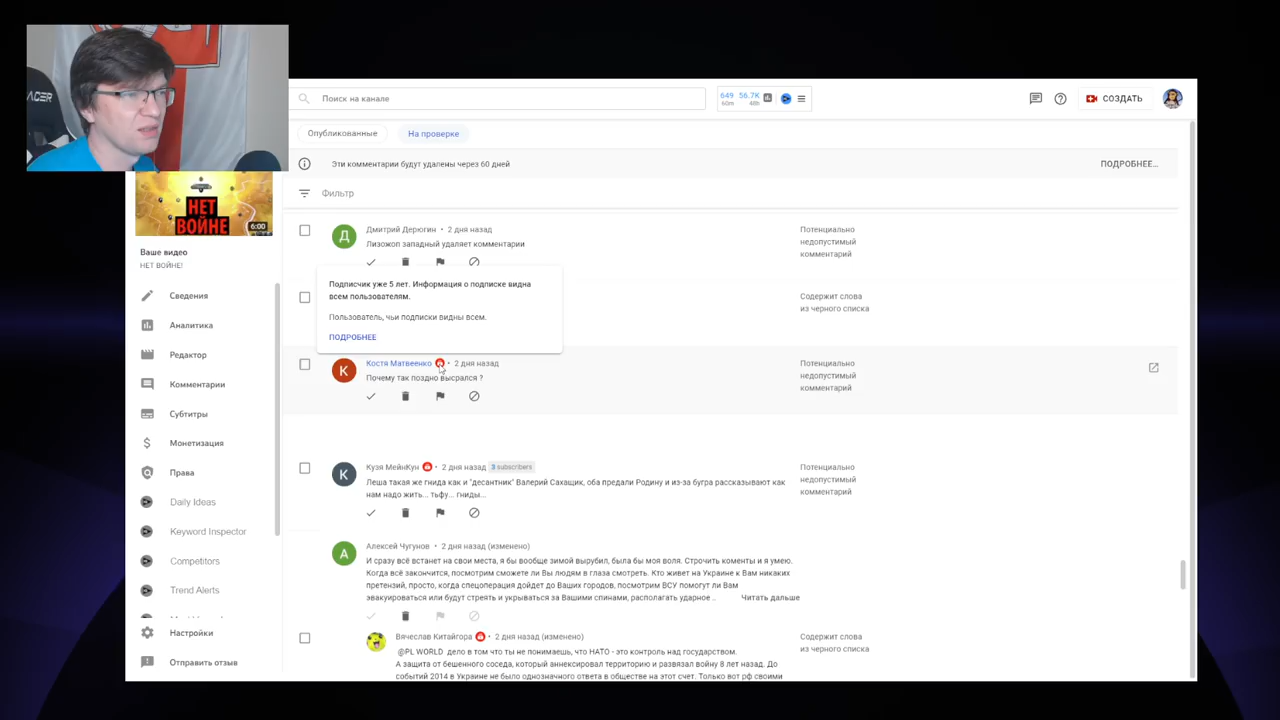 ACER
Поиск на канале
649 56.7K
60m 48h
СОЗДАТЬ
Опубликованные
На проверке
Эти комментарии будут удалены через 60 дней
ПОДРОБНЕЕ...
Фильтр
НЕТ
ВОЙНЕ
6:00
Ваше видео
НЕТ ВОЙНЕ!
Сведения
Аналитика
Редактор
Комментарии
Субтитры
Монетизация
Права
Daily Ideas
Keyword Inspector
Competitors
Trend Alerts
Настройки
Отправить отзыв
Д
Дмитрий Дерюгин • 2 дня назад
Лизожоп западный удаляет комментарии
Потенциально
недопустимый
комментарий
Подписчик уже 5 лет. Информация о подписке видна
всем пользователям.
Пользователь, чьи подписки видны всем.
ПОДРОБНЕЕ
Содержит слова
из черного списка
К
Костя Матвеенко • 2 дня назад
Почему так поздно высрался ?
Потенциально
недопустимый
комментарий
К
Кузя МейнКун • 2 дня назад 3 subscribers
Леша такая же гнида как и "десантник" Валерий Сахащик, оба предали Родину и из-за бугра рассказывают как
нам надо жить... тьфу... гниды...
Потенциально
недопустимый
комментарий
А
Алексей Чугунов • 2 дня назад (изменено)
И сразу всё встанет на свои места, я бы вообще зимой вырубил, была бы моя воля. Строчить коменты и я умею.
Когда всё закончится, посмотрим сможете ли Вы людям в глаза смотреть. Кто живет на Украине к Вам никаких
претензий, просто, когда спецоперация дойдет до Ваших городов, посмотрим ВСУ помогут ли Вам
эвакуироваться или будут стреять и укрываться за Вашими спинами, располагать ударное .. Читать дальше
Вячеслав Китайгора • 2 дня назад (изменено)
@PL WORLD дело в том что ты не понимаешь, что НАТО - это контроль над государством.
А защита от бешенного соседа, который аннексировал территорию и развязал войну 8 лет назад. До
событий 2014 в Украине не было однозначного ответа в обществе на этот счет. Только вот рф своими
Содержит слова
из черного списка